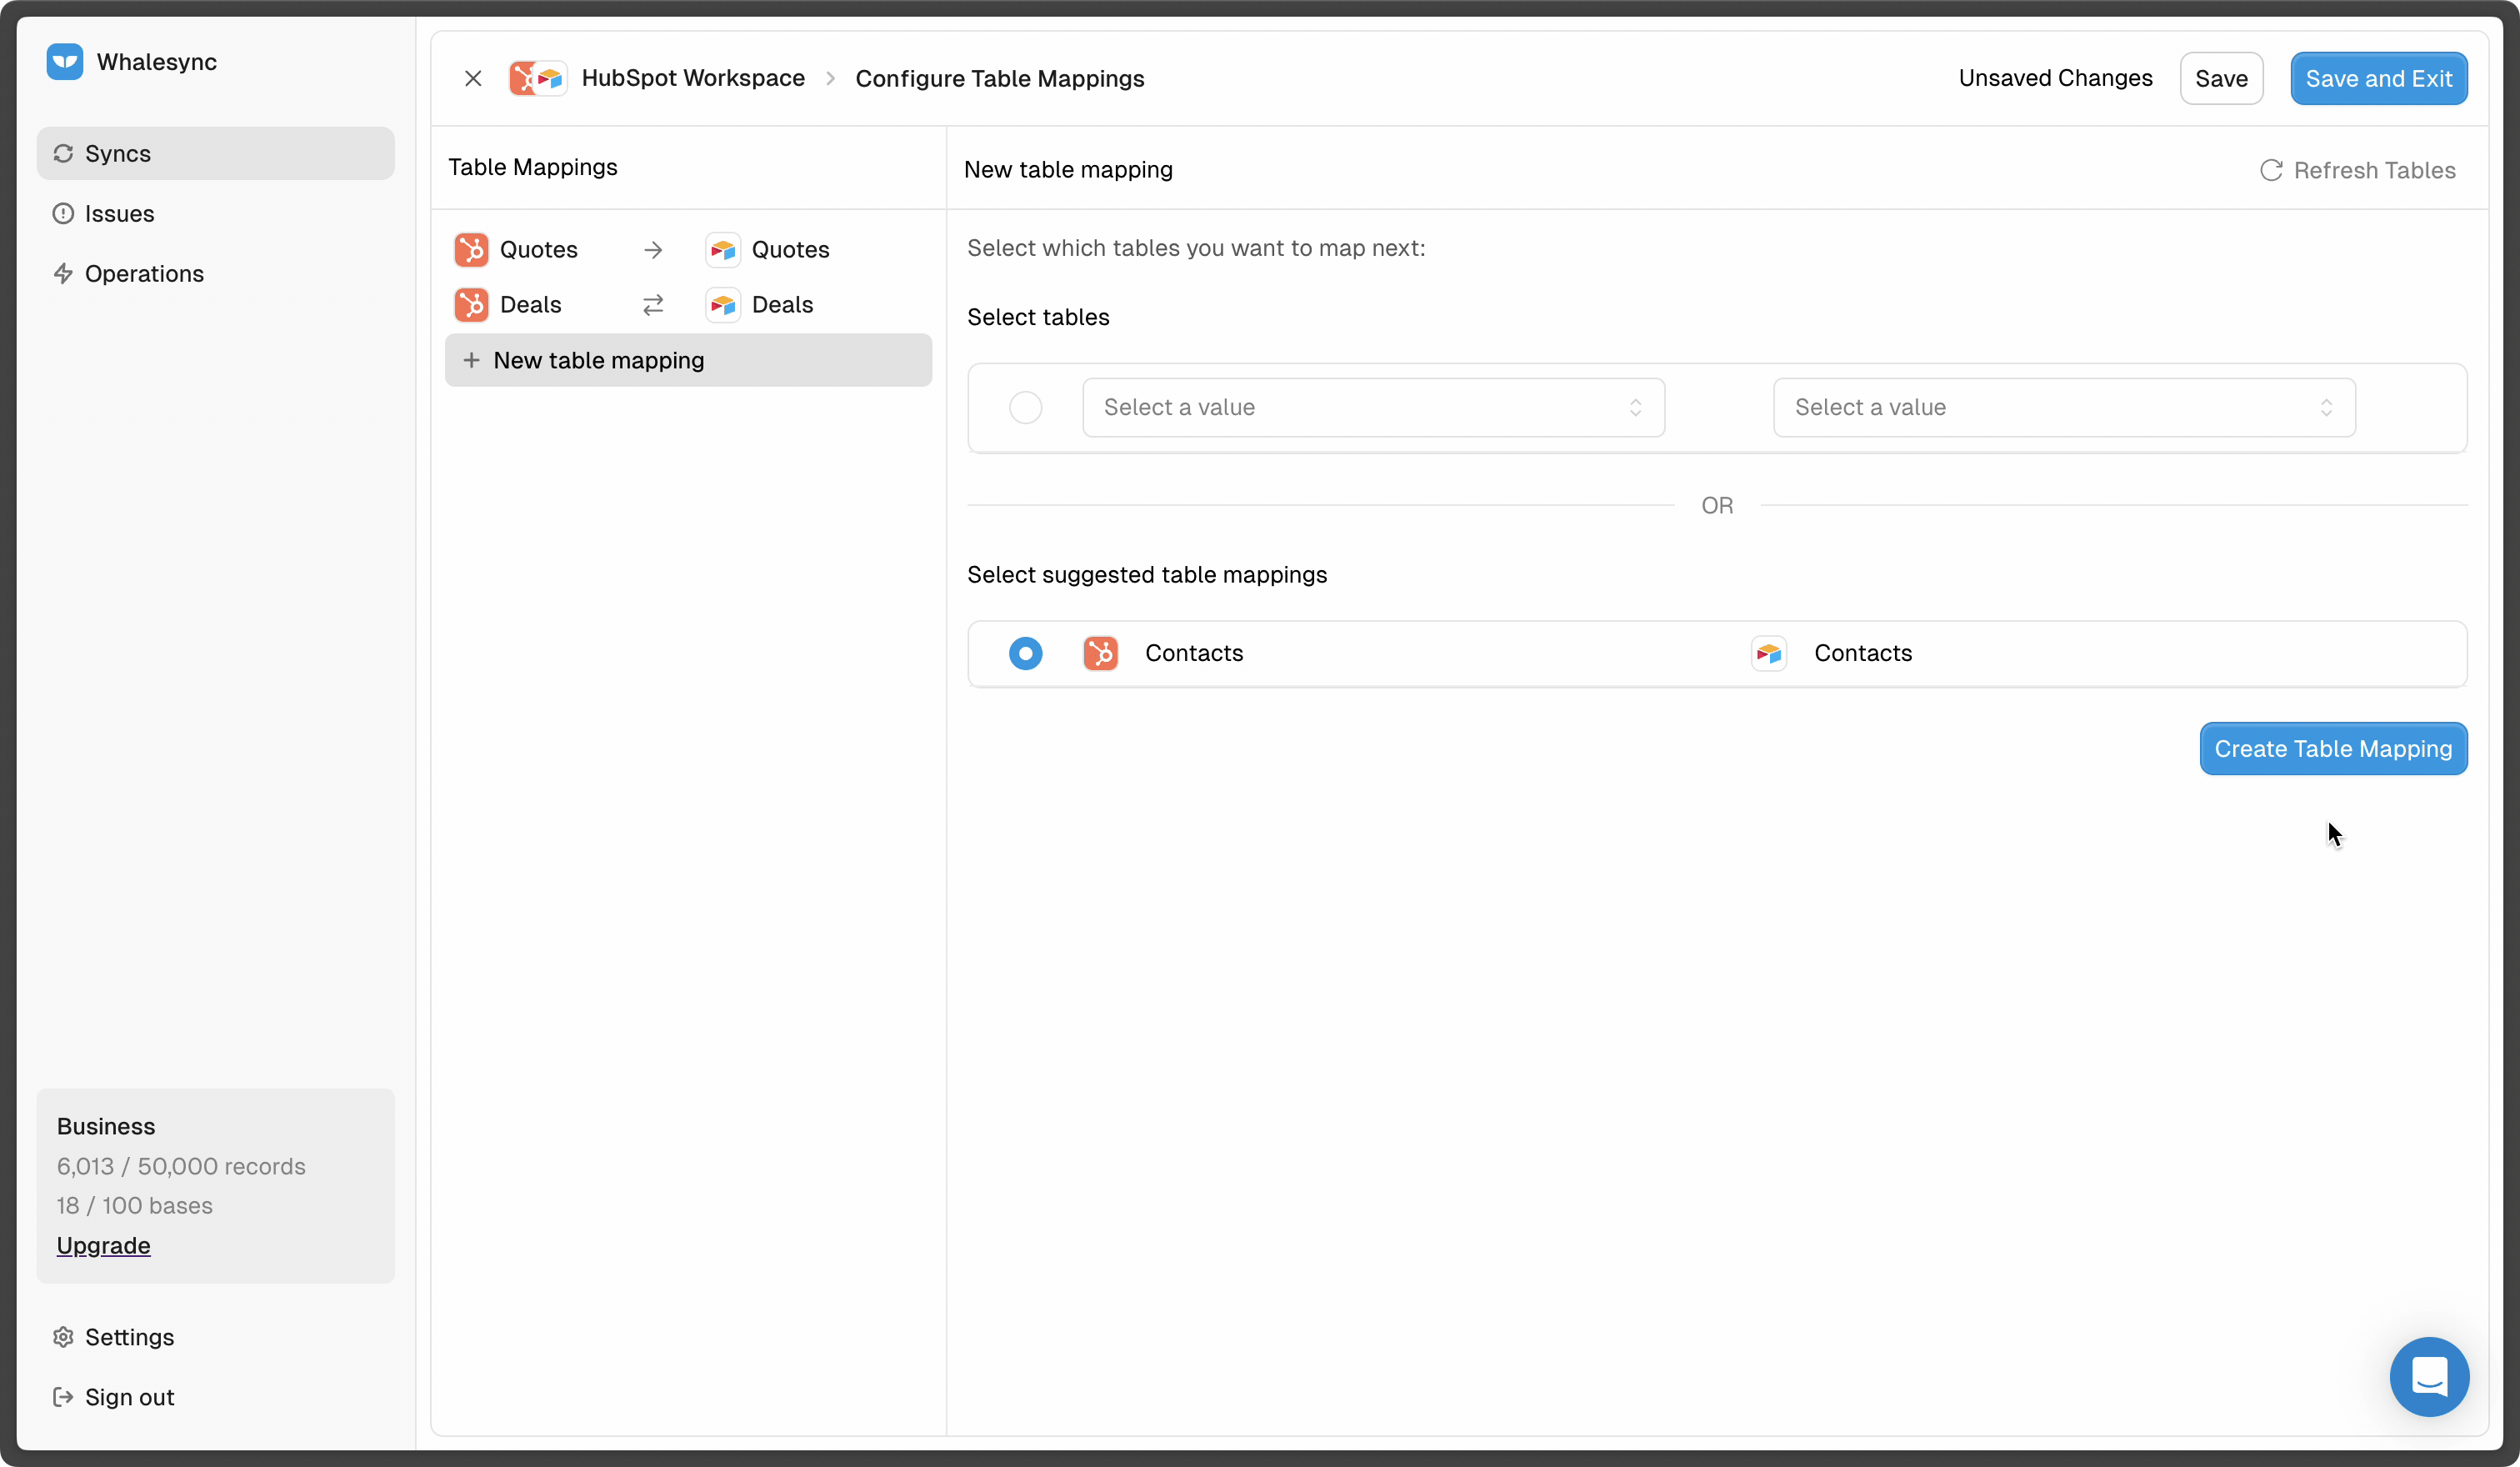 Whalesync
Syncs
Issues
Operations
Business
6,013 / 50,000 records
18 / 100 bases
Upgrade
Settings
Sign out
HubSpot Workspace > Configure Table Mappings
Unsaved Changes
Save
Save and Exit
Table Mappings
Quotes → Quotes
Deals ⇄ Deals
+ New table mapping
New table mapping
Refresh Tables
Select which tables you want to map next:
Select tables
Select a value
Select a value
OR
Select suggested table mappings
Contacts
Contacts
Create Table Mapping